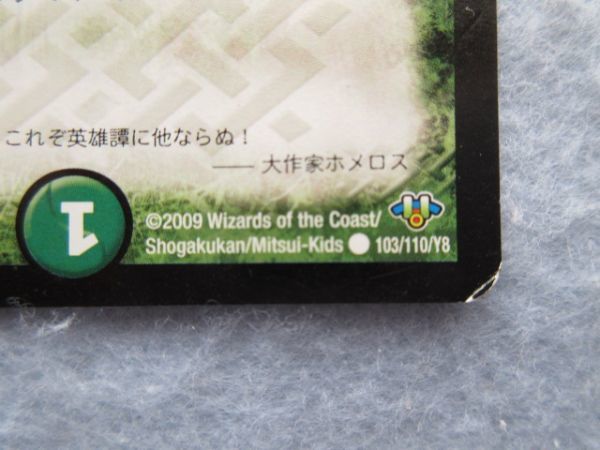 これぞ英雄譚に他ならぬ！
—— 大作家ホメロス
1
©2009 Wizards of the Coast/
Shogakukan/Mitsui-Kids 103/110/Y8